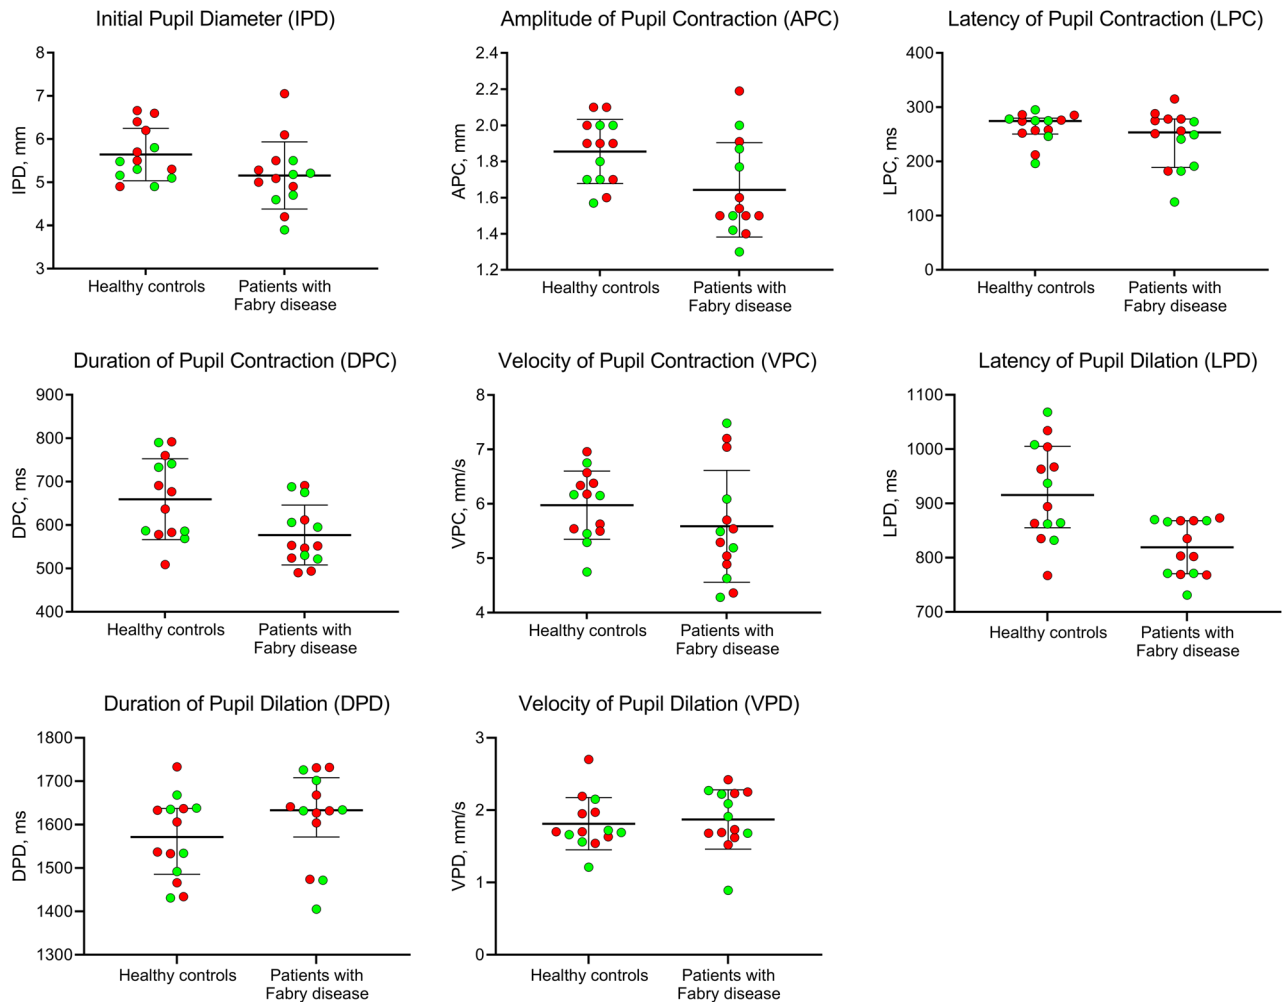 Initial Pupil Diameter (IPD)
IPD, mm
8
7
6
5
4
3
Healthy controls
Patients with
Fabry disease
Amplitude of Pupil Contraction (APC)
APC, mm
2.4
2.2
2.0
1.8
1.6
1.4
1.2
Healthy controls
Patients with
Fabry disease
Latency of Pupil Contraction (LPC)
LPC, ms
400
300
200
100
0
Healthy controls
Patients with
Fabry disease
Duration of Pupil Contraction (DPC)
DPC, ms
900
800
700
600
500
400
Healthy controls
Patients with
Fabry disease
Velocity of Pupil Contraction (VPC)
VPC, mm/s
8
7
6
5
4
Healthy controls
Patients with
Fabry disease
Latency of Pupil Dilation (LPD)
LPD, ms
1100
1000
900
800
700
Healthy controls
Patients with
Fabry disease
Duration of Pupil Dilation (DPD)
DPD, ms
1800
1700
1600
1500
1400
1300
Healthy controls
Patients with
Fabry disease
Velocity of Pupil Dilation (VPD)
VPD, mm/s
3
2
1
0
Healthy controls
Patients with
Fabry disease